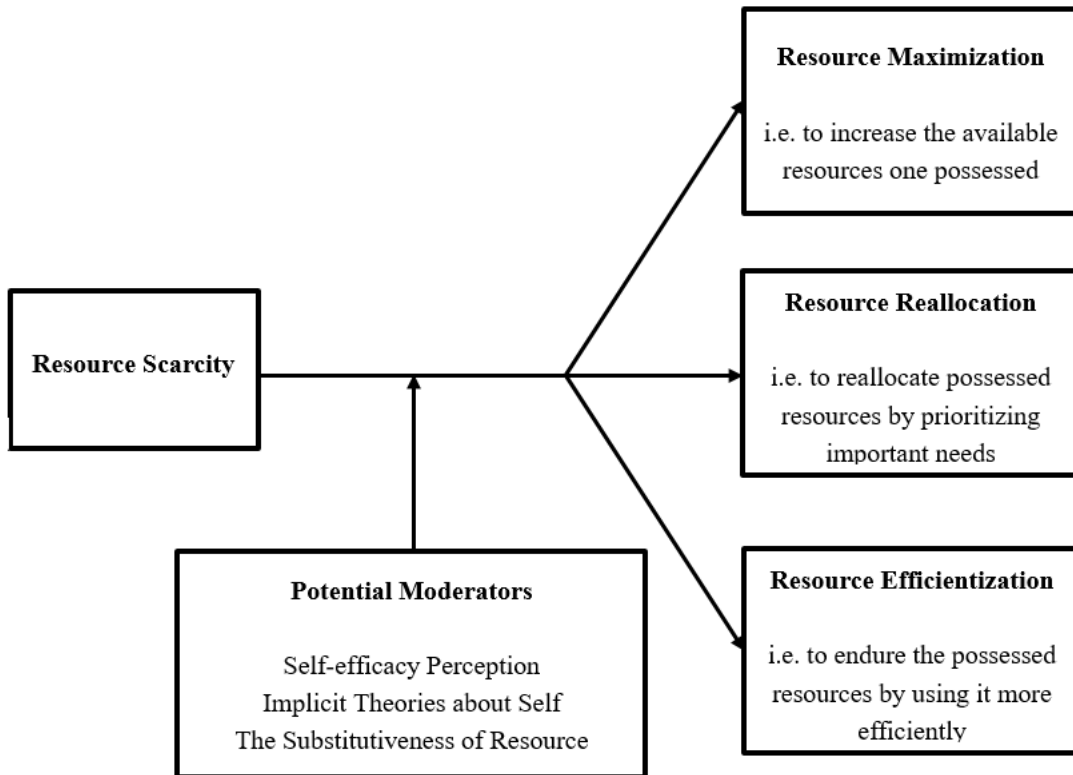 Resource Maximization
i.e. to increase the available
resources one possessed
Resource Scarcity
Resource Reallocation
i.e. to reallocate possessed
resources by prioritizing
important needs
Potential Moderators
Self-efficacy Perception
Implicit Theories about Self
The Substitutiveness of Resource
Resource Efficientization
i.e. to endure the possessed
resources by using it more
efficiently